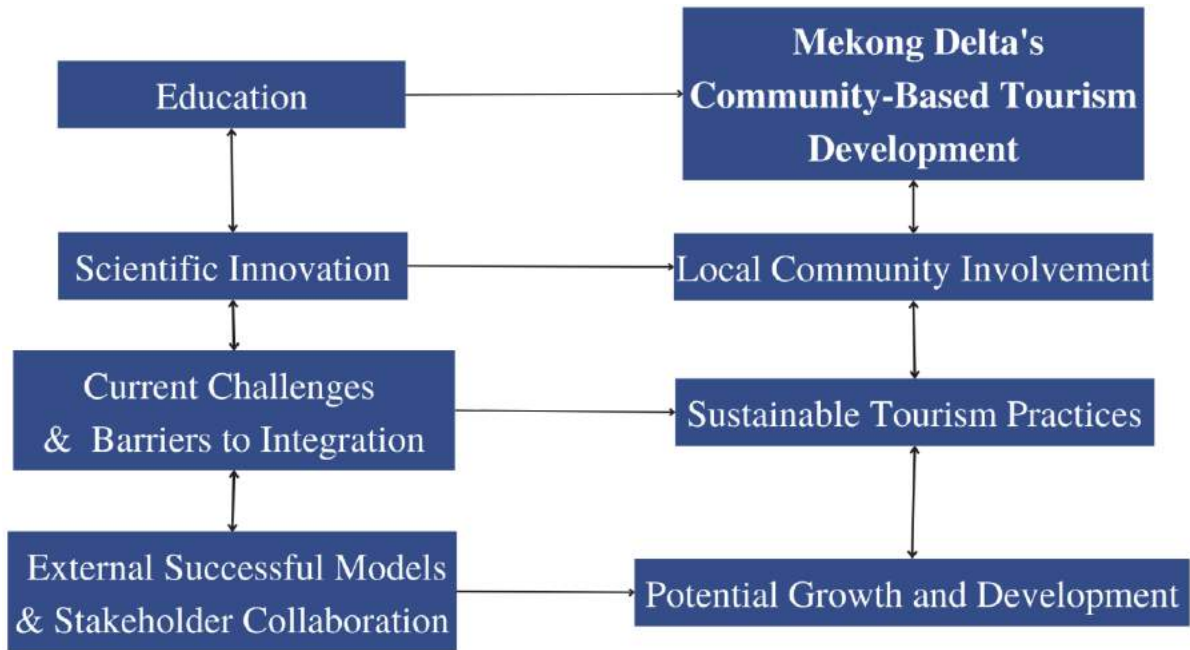 Education
Mekong Delta's
Community-Based Tourism
Development
Scientific Innovation
Local Community Involvement
Current Challenges
& Barriers to Integration
Sustainable Tourism Practices
External Successful Models
& Stakeholder Collaboration
Potential Growth and Development